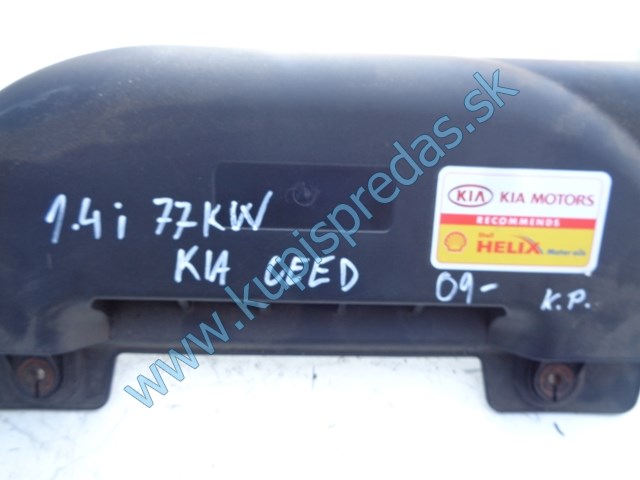 www.kupispredas.sk
1.4i 77KW
KIA CEED
09-
K.P.
KIA KIA MOTORS
RECOMMENDS
Shell
HELIX Motor oils